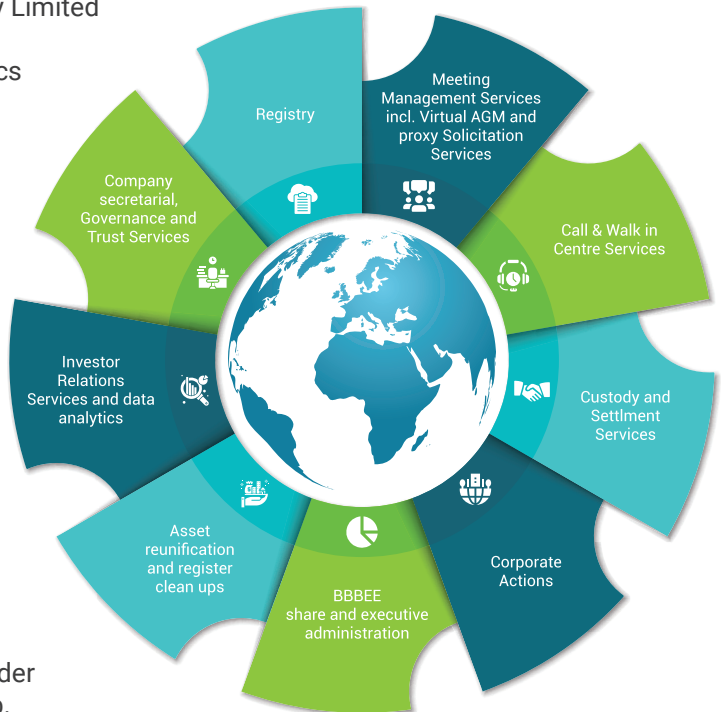 Limited
cs
Registry
Meeting
Management Services
incl. Virtual AGM and
proxy Solicitation
Services
Call & Walk in
Centre Services
Custody and
Settlment
Services
Corporate
Actions
BBBEE
share and executive
administration
Asset
reunification
and register
clean ups
Investor
Relations
Services and data
analytics
Company
secretarial,
Governance and
Trust Services
der